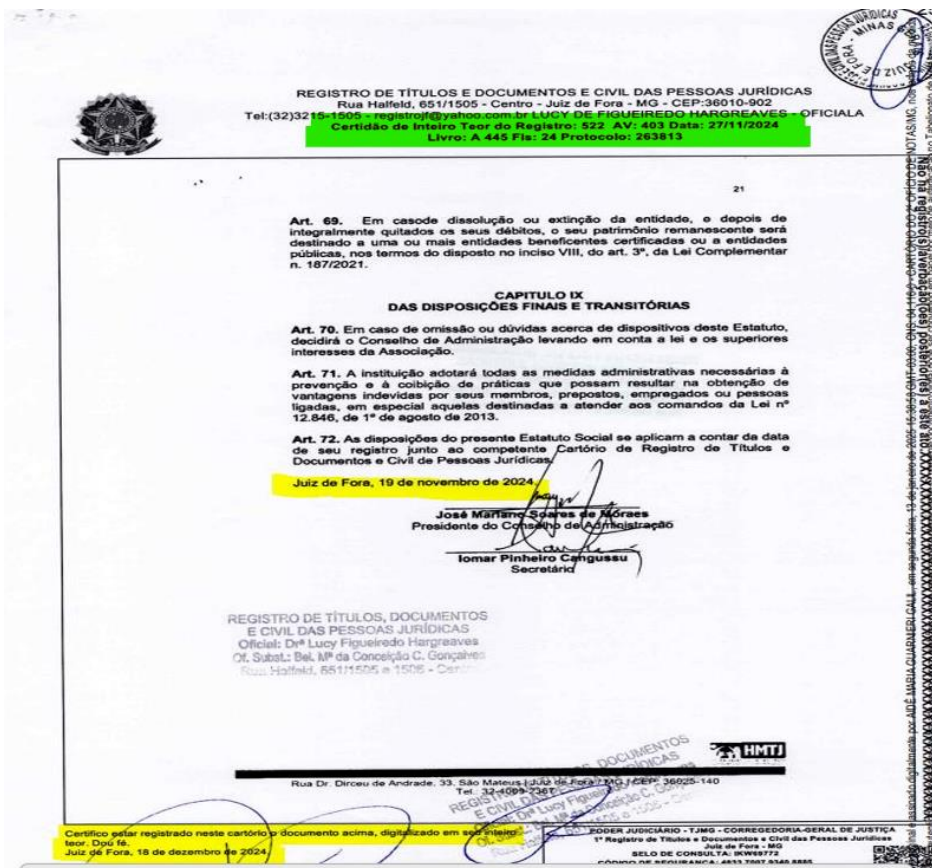 REGISTRO DE TÍTULOS E DOCUMENTOS E CIVIL DAS PESSOAS JURÍDICAS
Rua Halfeld, 651/1505 - Centro - Juiz de Fora - MG - CEP:36010-902
Tel:(32)3215-1505 - registrojf@yahoo.com.br LUCY DE FIGUEIREDO HARGREAVES - OFICIALA
Certidão de Inteiro Teor do Registro: 522 AV: 403 Data: 27/11/2024
Livro: A 445 Fls: 24 Protocolo: 263813
21
Art. 69. Em casode dissolução ou extinção da entidade, e depois de
integralmente quitados os seus débitos, o seu patrimônio remanescente será
destinado a uma ou mais entidades beneficentes certificadas ou a entidades
públicas, nos termos do disposto no inciso VIII, do art. 3º, da Lei Complementar
n. 187/2021.
CAPITULO IX
DAS DISPOSIÇÕES FINAIS E TRANSITÓRIAS
Art. 70. Em caso de omissão ou dúvidas acerca de dispositivos deste Estatuto,
decidirá o Conselho de Administração levando em conta a lei e os superiores
interesses da Associação.
Art. 71. A instituição adotará todas as medidas administrativas necessárias à
prevenção e à coibição de práticas que possam resultar na obtenção de
vantagens indevidas por seus membros, prepostos, empregados ou pessoas
ligadas, em especial aquelas destinadas a atender aos comandos da Lei nº
12.846, de 1º de agosto de 2013.
Art. 72. As disposições do presente Estatuto Social se aplicam a contar da data
de seu registro junto ao competente Cartório de Registro de Títulos e
Documentos e Civil de Pessoas Jurídicas.
Juiz de Fora, 19 de novembro de 2024.
José Mariano Soares de Moraes
Presidente do Conselho de Administração
Iomar Pinheiro Cangussu
Secretário
REGISTRO DE TÍTULOS, DOCUMENTOS
E CIVIL DAS PESSOAS JURÍDICAS
Oficial: Drª Lucy Figueiredo Hargreaves
Of. Subst.: Bel. Mª da Conceição C. Gonçalves
Rua Halfeld, 651/1505 e 1506 -
HMTJ
Rua Dr. Dirceu de Andrade, 33. São Mateus | Juiz de Fora / MG | CEP: 36025-140
Tel. 32-4009-2367
Certifico estar registrado neste cartório o documento acima, digitalizado em seu inteiro
teor. Dou fé.
Juiz de Fora, 18 de dezembro de 2024.
PODER JUDICIÁRIO - TJMG - CORREGEDORIA-GERAL DE JUSTIÇA
1º Registro de Títulos e Documentos e Civil das Pessoas Jurídicas
Juiz de Fora - MG
SELO DE CONSULTA: IKW69772